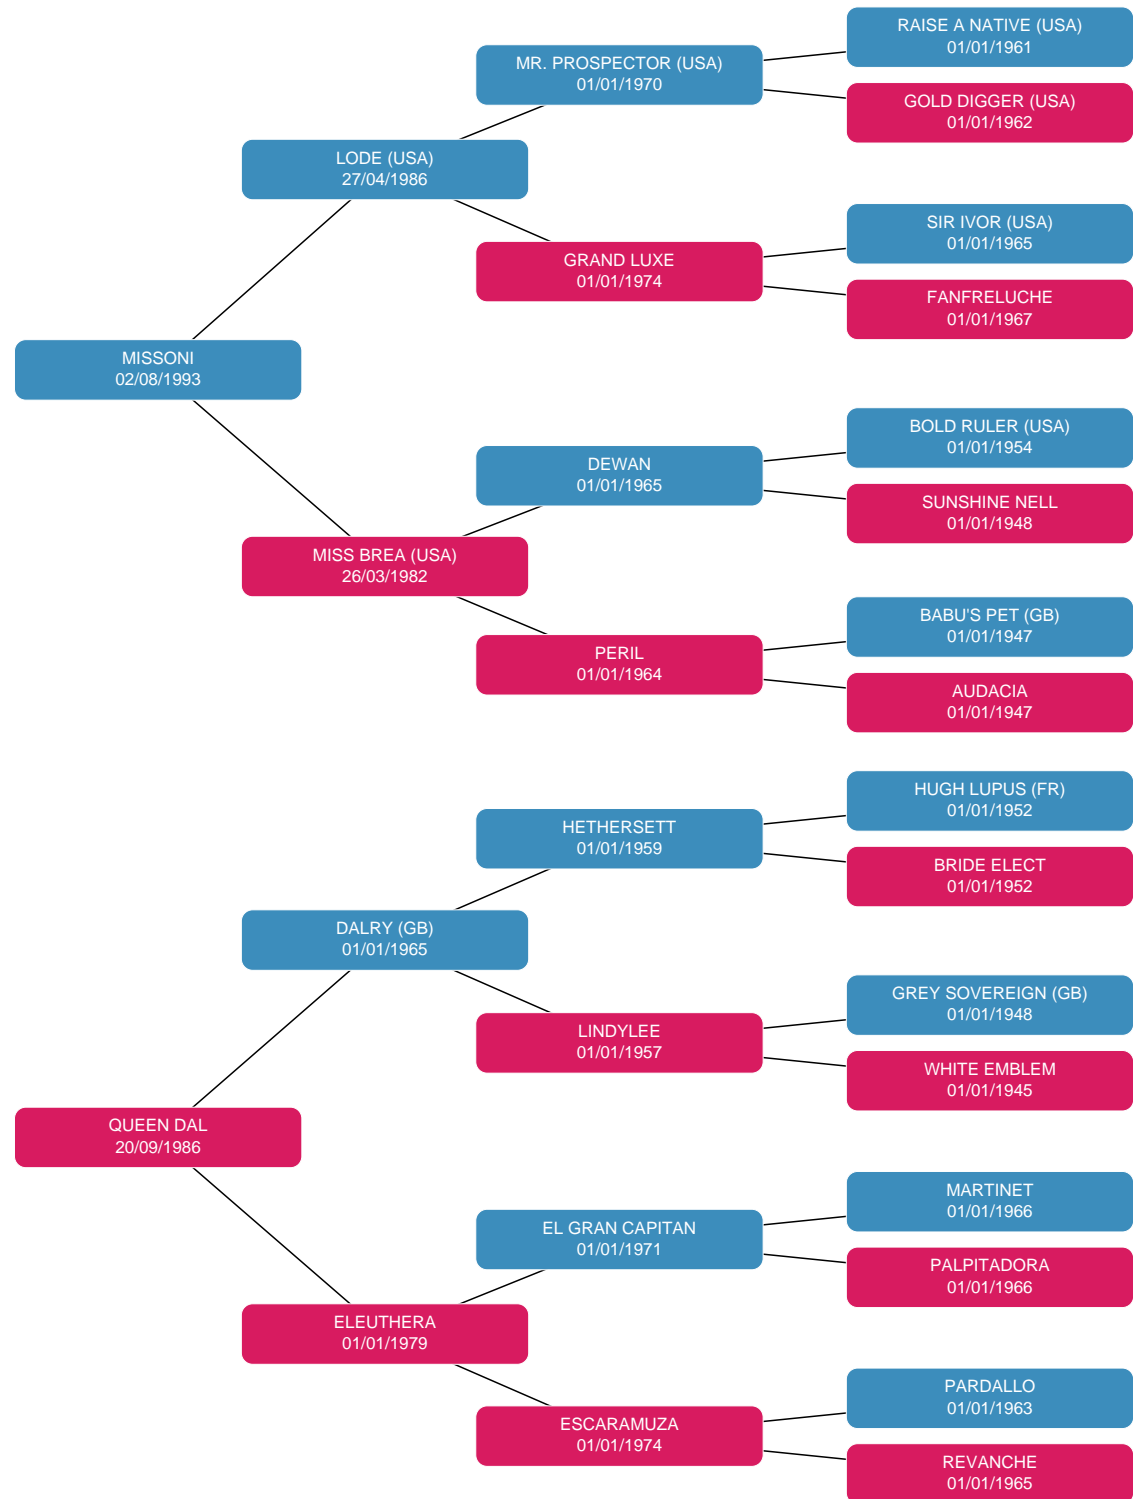 RAISE A NATIVE (USA)
01/01/1961
MR. PROSPECTOR (USA)
01/01/1970
GOLD DIGGER (USA)
01/01/1962
LODE (USA)
27/04/1986
SIR IVOR (USA)
01/01/1965
GRAND LUXE
01/01/1974
FANFRELUCHE
01/01/1967
MISSONI
02/08/1993
BOLD RULER (USA)
01/01/1954
DEWAN
01/01/1965
SUNSHINE NELL
01/01/1948
MISS BREA (USA)
26/03/1982
BABU'S PET (GB)
01/01/1947
PERIL
01/01/1964
AUDACIA
01/01/1947
HUGH LUPUS (FR)
01/01/1952
HETHERSETT
01/01/1959
BRIDE ELECT
01/01/1952
DALRY (GB)
01/01/1965
GREY SOVEREIGN (GB)
01/01/1948
LINDYLEE
01/01/1957
WHITE EMBLEM
01/01/1945
QUEEN DAL
20/09/1986
MARTINET
01/01/1966
EL GRAN CAPITAN
01/01/1971
PALPITADORA
01/01/1966
ELEUTHERA
01/01/1979
PARDALLO
01/01/1963
ESCARAMUZA
01/01/1974
REVANCHE
01/01/1965